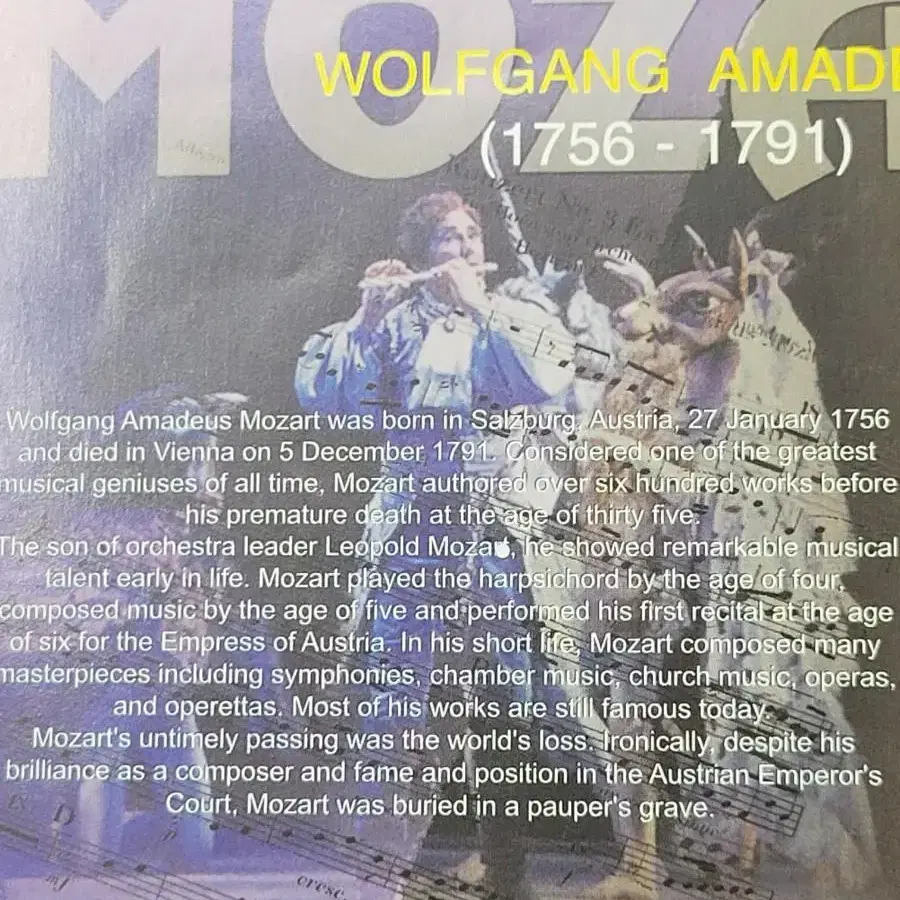 MOZA
WOLFGANG AMADE
(1756 - 1791)
Wolfgang Amadeus Mozart was born in Salzburg, Austria, 27 January 1756
and died in Vienna on 5 December 1791. Considered one of the greatest
musical geniuses of all time, Mozart authored over six hundred works before
his premature death at the age of thirty five.
The son of orchestra leader Leopold Mozart, he showed remarkable musical
talent early in life. Mozart played the harpsichord by the age of four,
composed music by the age of five and performed his first recital at the age
of six for the Empress of Austria. In his short life, Mozart composed many
masterpieces including symphonies, chamber music, church music, operas,
and operettas. Most of his works are still famous today.
Mozart's untimely passing was the world's loss. Ironically, despite his
brilliance as a composer and fame and position in the Austrian Emperor's
Court, Mozart was buried in a pauper's grave.
D
mf
cresc.